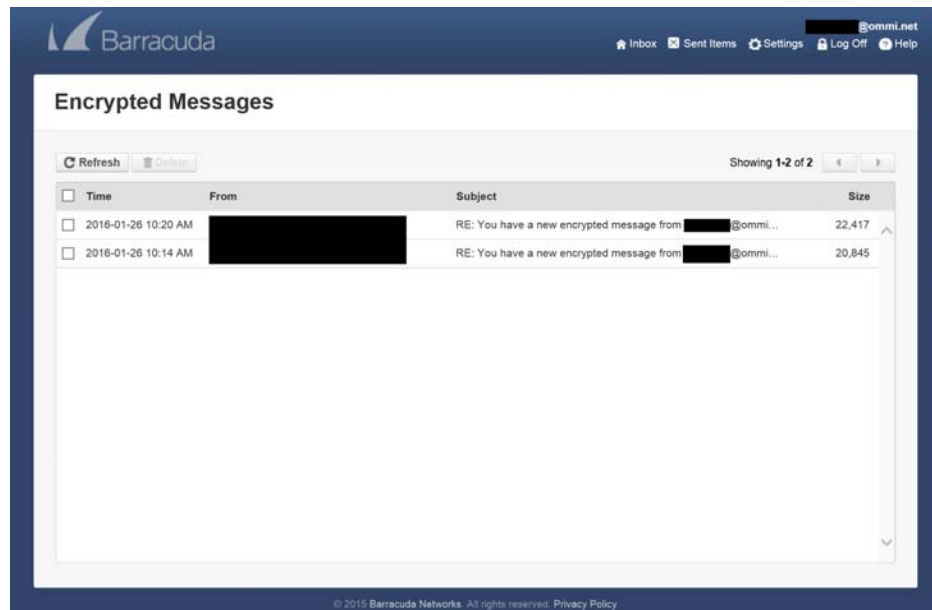 Barracuda
@ommi.net
Inbox Sent Items Settings Log Off Help
Encrypted Messages
Refresh Delete
Showing 1-2 of 2
Time From Subject Size
2016-01-26 10:20 AM RE: You have a new encrypted message from @ommi... 22,417
2016-01-26 10:14 AM RE: You have a new encrypted message from @ommi... 20,845
© 2015 Barracuda Networks. All rights reserved. Privacy Policy